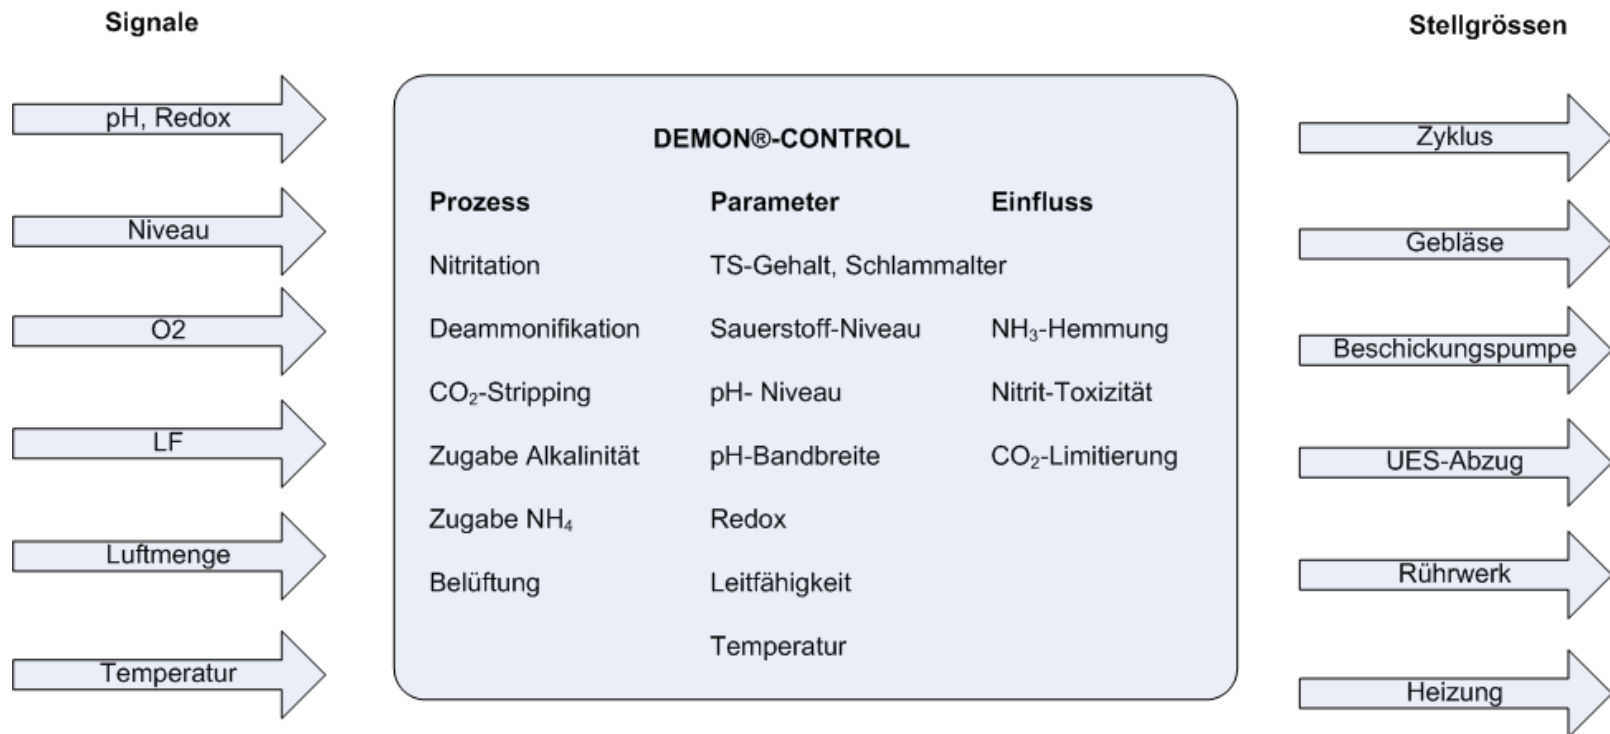 Signale
pH, Redox
Niveau
O2
LF
Luftmenge
Temperatur
DEMON®-CONTROL
Prozess Parameter Einfluss
Nitritation TS-Gehalt, Schlammalter
Deammonifikation Sauerstoff-Niveau NH₃-Hemmung
CO₂-Stripping pH- Niveau Nitrit-Toxizität
Zugabe Alkalinität pH-Bandbreite CO₂-Limitierung
Zugabe NH₄ Redox
Belüftung Leitfähigkeit
Temperatur
Stellgrössen
Zyklus
Gebläse
Beschickungspumpe
UES-Abzug
Rührwerk
Heizung